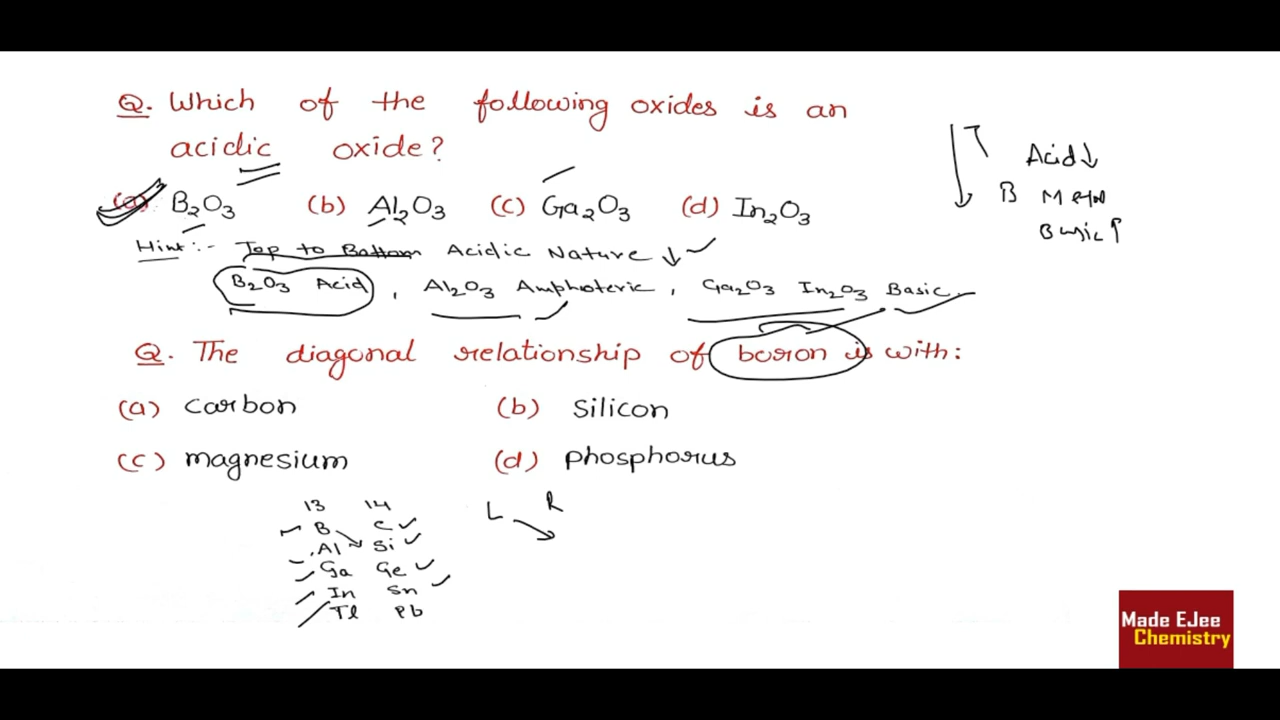 Q. Which of the following oxides is an
acidic oxide?
(a) B₂O₃ (b) Al₂O₃ (c) Ga₂O₃ (d) In₂O₃
Hint:- Top to Bottom Acidic Nature ↓
B₂O₃ Acid, Al₂O₃ Amphoteric, Ga₂O₃ In₂O₃ Basic
Acid↓
B
Basic↑
Q. The diagonal relationship of boron is with:
(a) carbon (b) silicon
(c) magnesium (d) phosphorus
13 14
B C
Al Si
Ga Ge
In Sn
Tl Pb
L R
Made EJee
Chemistry